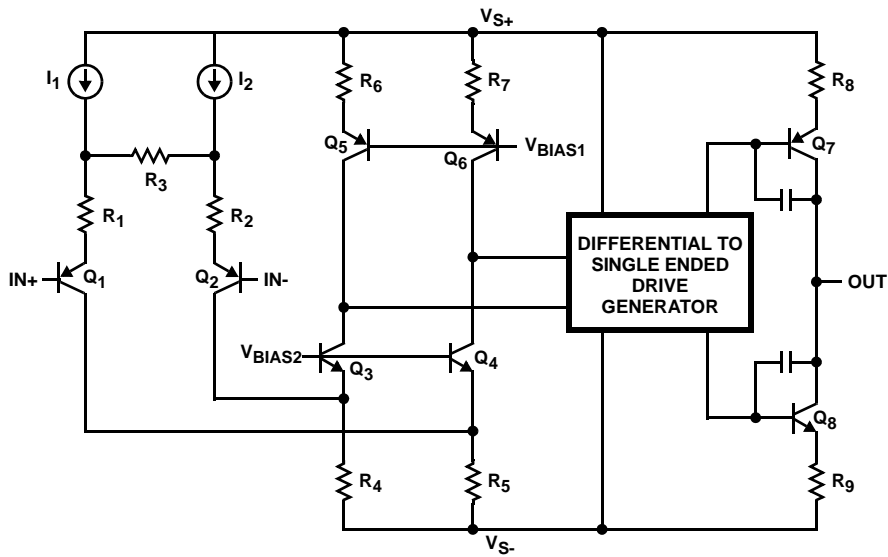 VS+
I1
I2
R6
R7
R8
Q5
Q6
VBIAS1
Q7
R3
R1
R2
DIFFERENTIAL TO
SINGLE ENDED
DRIVE
GENERATOR
IN+
Q1
Q2
IN-
OUT
VBIAS2
Q3
Q4
Q8
R4
R5
R9
VS-